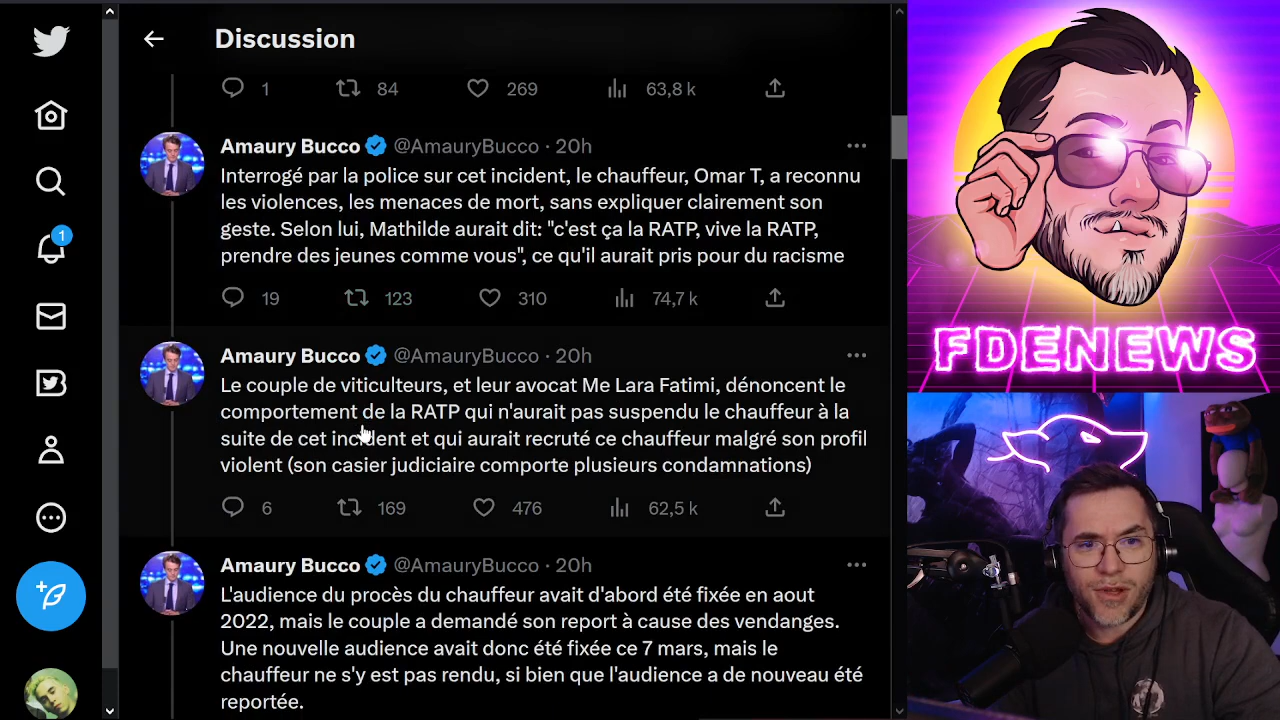 Discussion
1 84 269 63,8 k
Amaury Bucco @AmauryBucco · 20h
Interrogé par la police sur cet incident, le chauffeur, Omar T, a reconnu
les violences, les menaces de mort, sans expliquer clairement son
geste. Selon lui, Mathilde aurait dit: "c'est ça la RATP, vive la RATP,
prendre des jeunes comme vous", ce qu'il aurait pris pour du racisme
19 123 310 74,7 k
Amaury Bucco @AmauryBucco · 20h
Le couple de viticulteurs, et leur avocat Me Lara Fatimi, dénoncent le
comportement de la RATP qui n'aurait pas suspendu le chauffeur à la
suite de cet incident et qui aurait recruté ce chauffeur malgré son profil
violent (son casier judiciaire comporte plusieurs condamnations)
6 169 476 62,5 k
Amaury Bucco @AmauryBucco · 20h
L'audience du procès du chauffeur avait d'abord été fixée en aout
2022, mais le couple a demandé son report à cause des vendanges.
Une nouvelle audience avait donc été fixée ce 7 mars, mais le
chauffeur ne s'y est pas rendu, si bien que l'audience a de nouveau été
reportée.
1
FDENEWS